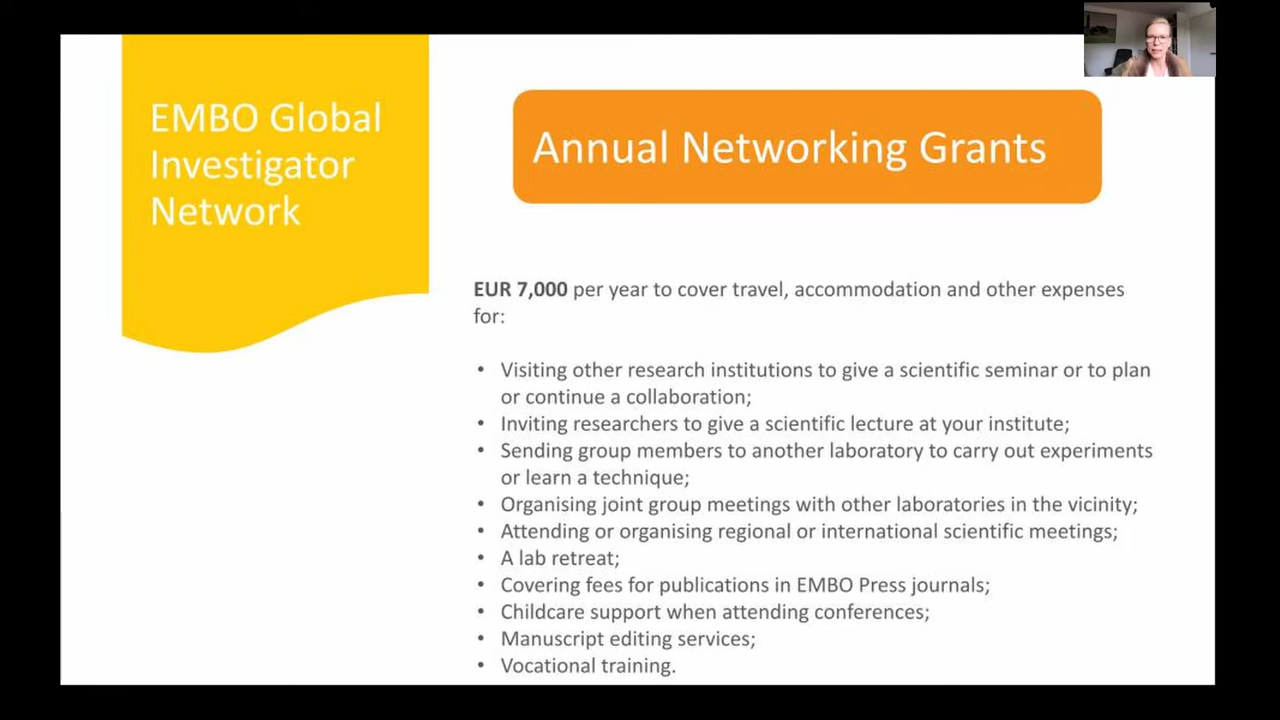 EMBO Global
Investigator
Network
Annual Networking Grants
EUR 7,000 per year to cover travel, accommodation and other expenses
for:
• Visiting other research institutions to give a scientific seminar or to plan
or continue a collaboration;
• Inviting researchers to give a scientific lecture at your institute;
• Sending group members to another laboratory to carry out experiments
or learn a technique;
• Organising joint group meetings with other laboratories in the vicinity;
• Attending or organising regional or international scientific meetings;
• A lab retreat;
• Covering fees for publications in EMBO Press journals;
• Childcare support when attending conferences;
• Manuscript editing services;
• Vocational training.